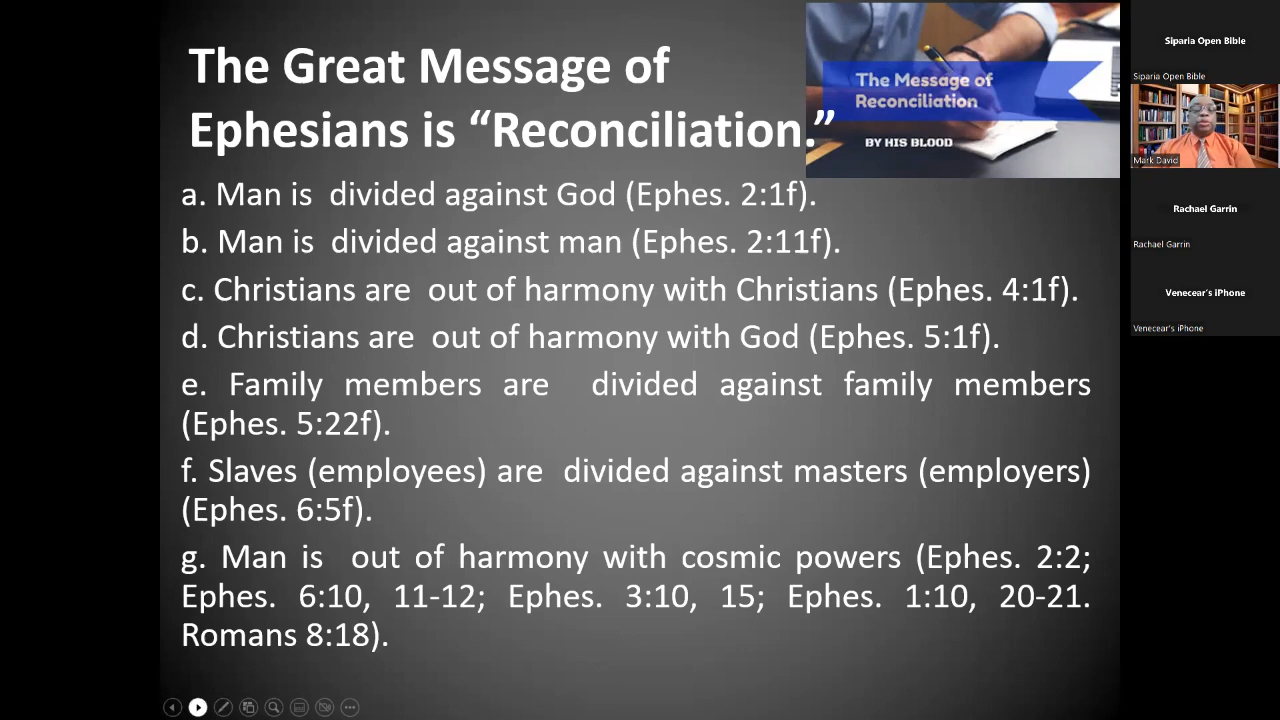 The Great Message of
Ephesians is “Reconciliation.”
The Message of
Reconciliation
BY HIS BLOOD
a. Man is  divided against God (Ephes. 2:1f).
b. Man is  divided against man (Ephes. 2:11f).
c. Christians are  out of harmony with Christians (Ephes. 4:1f).
d. Christians are  out of harmony with God (Ephes. 5:1f).
e. Family members are  divided against family members
(Ephes. 5:22f).
f. Slaves (employees) are  divided against masters (employers)
(Ephes. 6:5f).
g. Man is  out of harmony with cosmic powers (Ephes. 2:2;
Ephes. 6:10, 11-12; Ephes. 3:10, 15; Ephes. 1:10, 20-21.
Romans 8:18).
Siparia Open Bible
Siparia Open Bible
Mark David
Rachael Garrin
Rachael Garrin
Venecear's iPhone
Venecear's iPhone